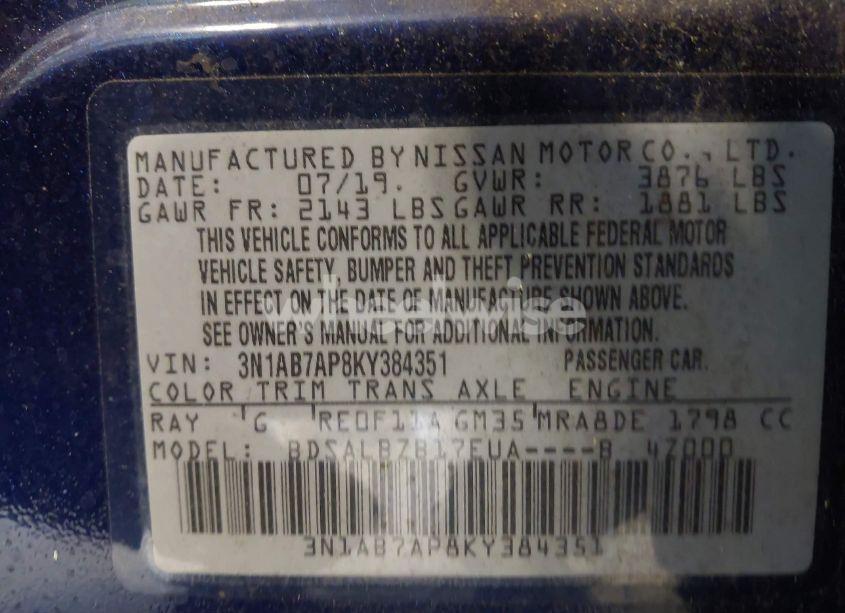 MANUFACTURED BY NISSAN MOTOR CO., LTD.
DATE: 07/19. GVWR: 3876 LBS
GAWR FR: 2143 LBS GAWR RR: 1881 LBS
THIS VEHICLE CONFORMS TO ALL APPLICABLE FEDERAL MOTOR
VEHICLE SAFETY, BUMPER AND THEFT PREVENTION STANDARDS
IN EFFECT ON THE DATE OF MANUFACTURE SHOWN ABOVE.
SEE OWNER'S MANUAL FOR ADDITIONAL INFORMATION.
VIN: 3N1AB7AP8KY384351 PASSENGER CAR.
COLOR TRIM TRANS AXLE ENGINE
RAY G RE0F11A GM35 MRA8DE 1798 CC
MODEL: BDSALBZB17EUA----B 4Z000
3N1AB7AP8KY384351